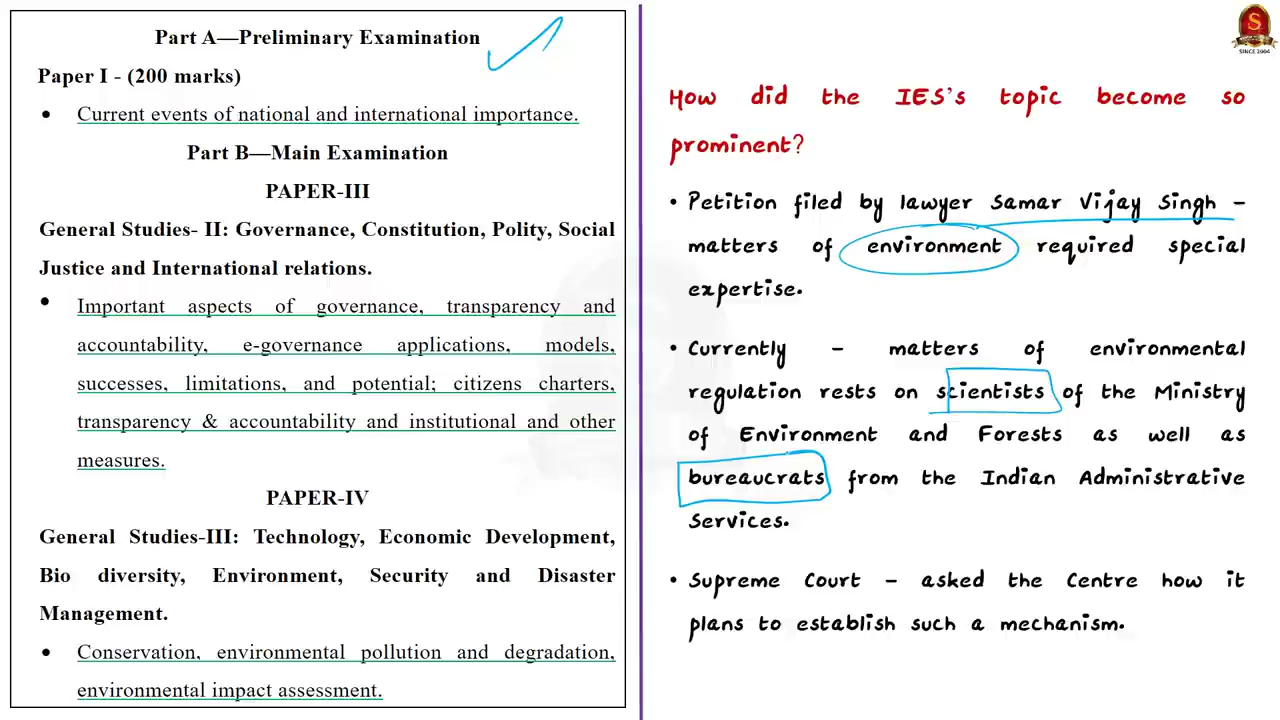 Part A—Preliminary Examination
Paper I - (200 marks)
• Current events of national and international importance.
Part B—Main Examination
PAPER-III
General Studies- II: Governance, Constitution, Polity, Social
Justice and International relations.
• Important aspects of governance, transparency and
accountability, e-governance applications, models,
successes, limitations, and potential; citizens charters,
transparency & accountability and institutional and other
measures.
PAPER-IV
General Studies-III: Technology, Economic Development,
Bio diversity, Environment, Security and Disaster
Management.
• Conservation, environmental pollution and degradation,
environmental impact assessment.
S
SINCE 2004
How did the IES's topic become so
prominent?
• Petition filed by lawyer Samar Vijay Singh –
matters of environment required special
expertise.
• Currently – matters of environmental
regulation rests on scientists of the Ministry
of Environment and Forests as well as
bureaucrats from the Indian Administrative
Services.
• Supreme Court – asked the Centre how it
plans to establish such a mechanism.